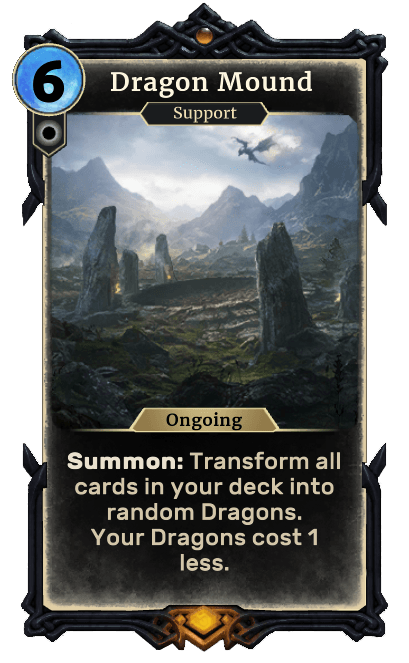 6
Dragon Mound
Support
Ongoing
Summon: Transform all
cards in your deck into
random Dragons.
Your Dragons cost 1
less.